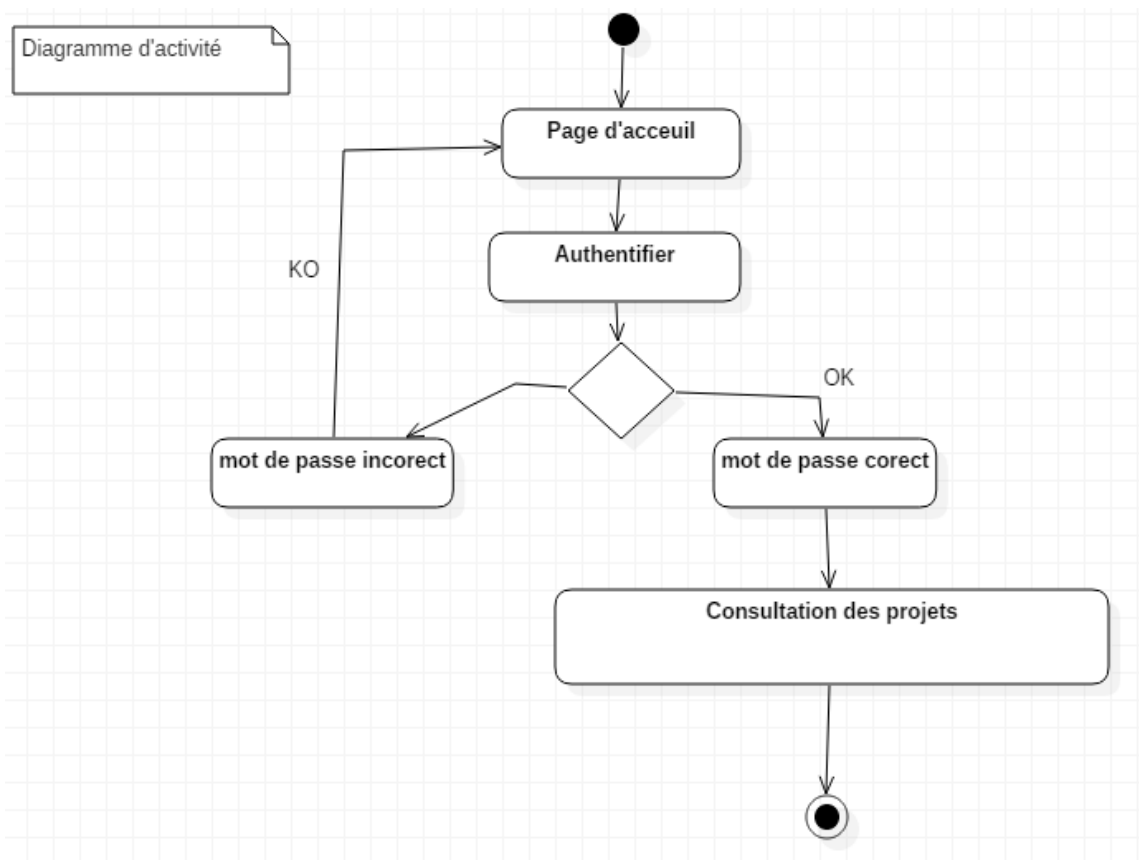 Diagramme d'activité
Page d'acceuil
Authentifier
KO
OK
mot de passe incorect
mot de passe corect
Consultation des projets